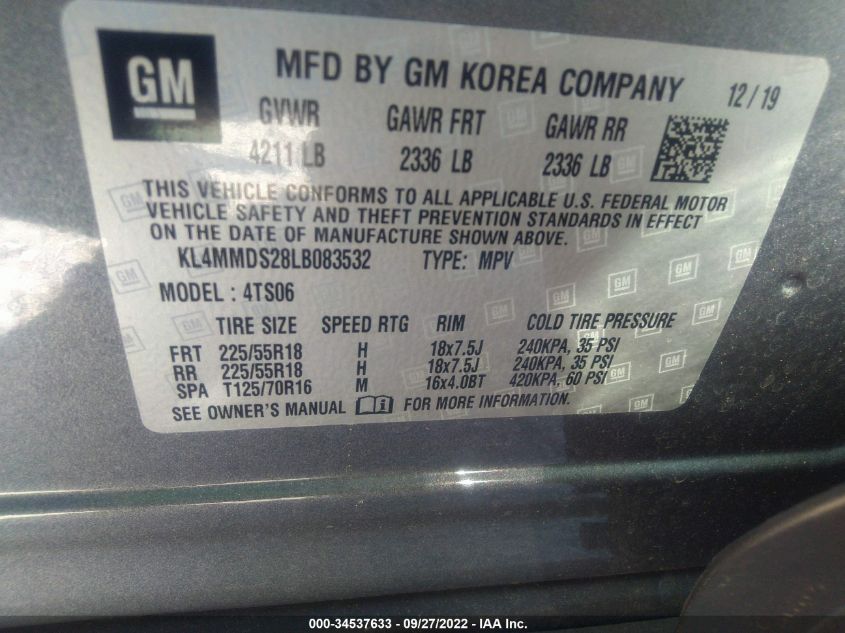 GM
MFD BY GM KOREA COMPANY 12/19
GVWR GAWR FRT GAWR RR
4211 LB 2336 LB 2336 LB
THIS VEHICLE CONFORMS TO ALL APPLICABLE U.S. FEDERAL MOTOR
VEHICLE SAFETY AND THEFT PREVENTION STANDARDS IN EFFECT
ON THE DATE OF MANUFACTURE SHOWN ABOVE.
KL4MMDS28LB083532 TYPE: MPV
MODEL : 4TS06
TIRE SIZE SPEED RTG RIM COLD TIRE PRESSURE
FRT 225/55R18 H 18x7.5J 240KPA, 35 PSI
RR 225/55R18 H 18x7.5J 240KPA, 35 PSI
SPA T125/70R16 M 16x4.0BT 420KPA, 60 PSI
SEE OWNER'S MANUAL FOR MORE INFORMATION.
000-34537633 - 09/27/2022 - IAA Inc.